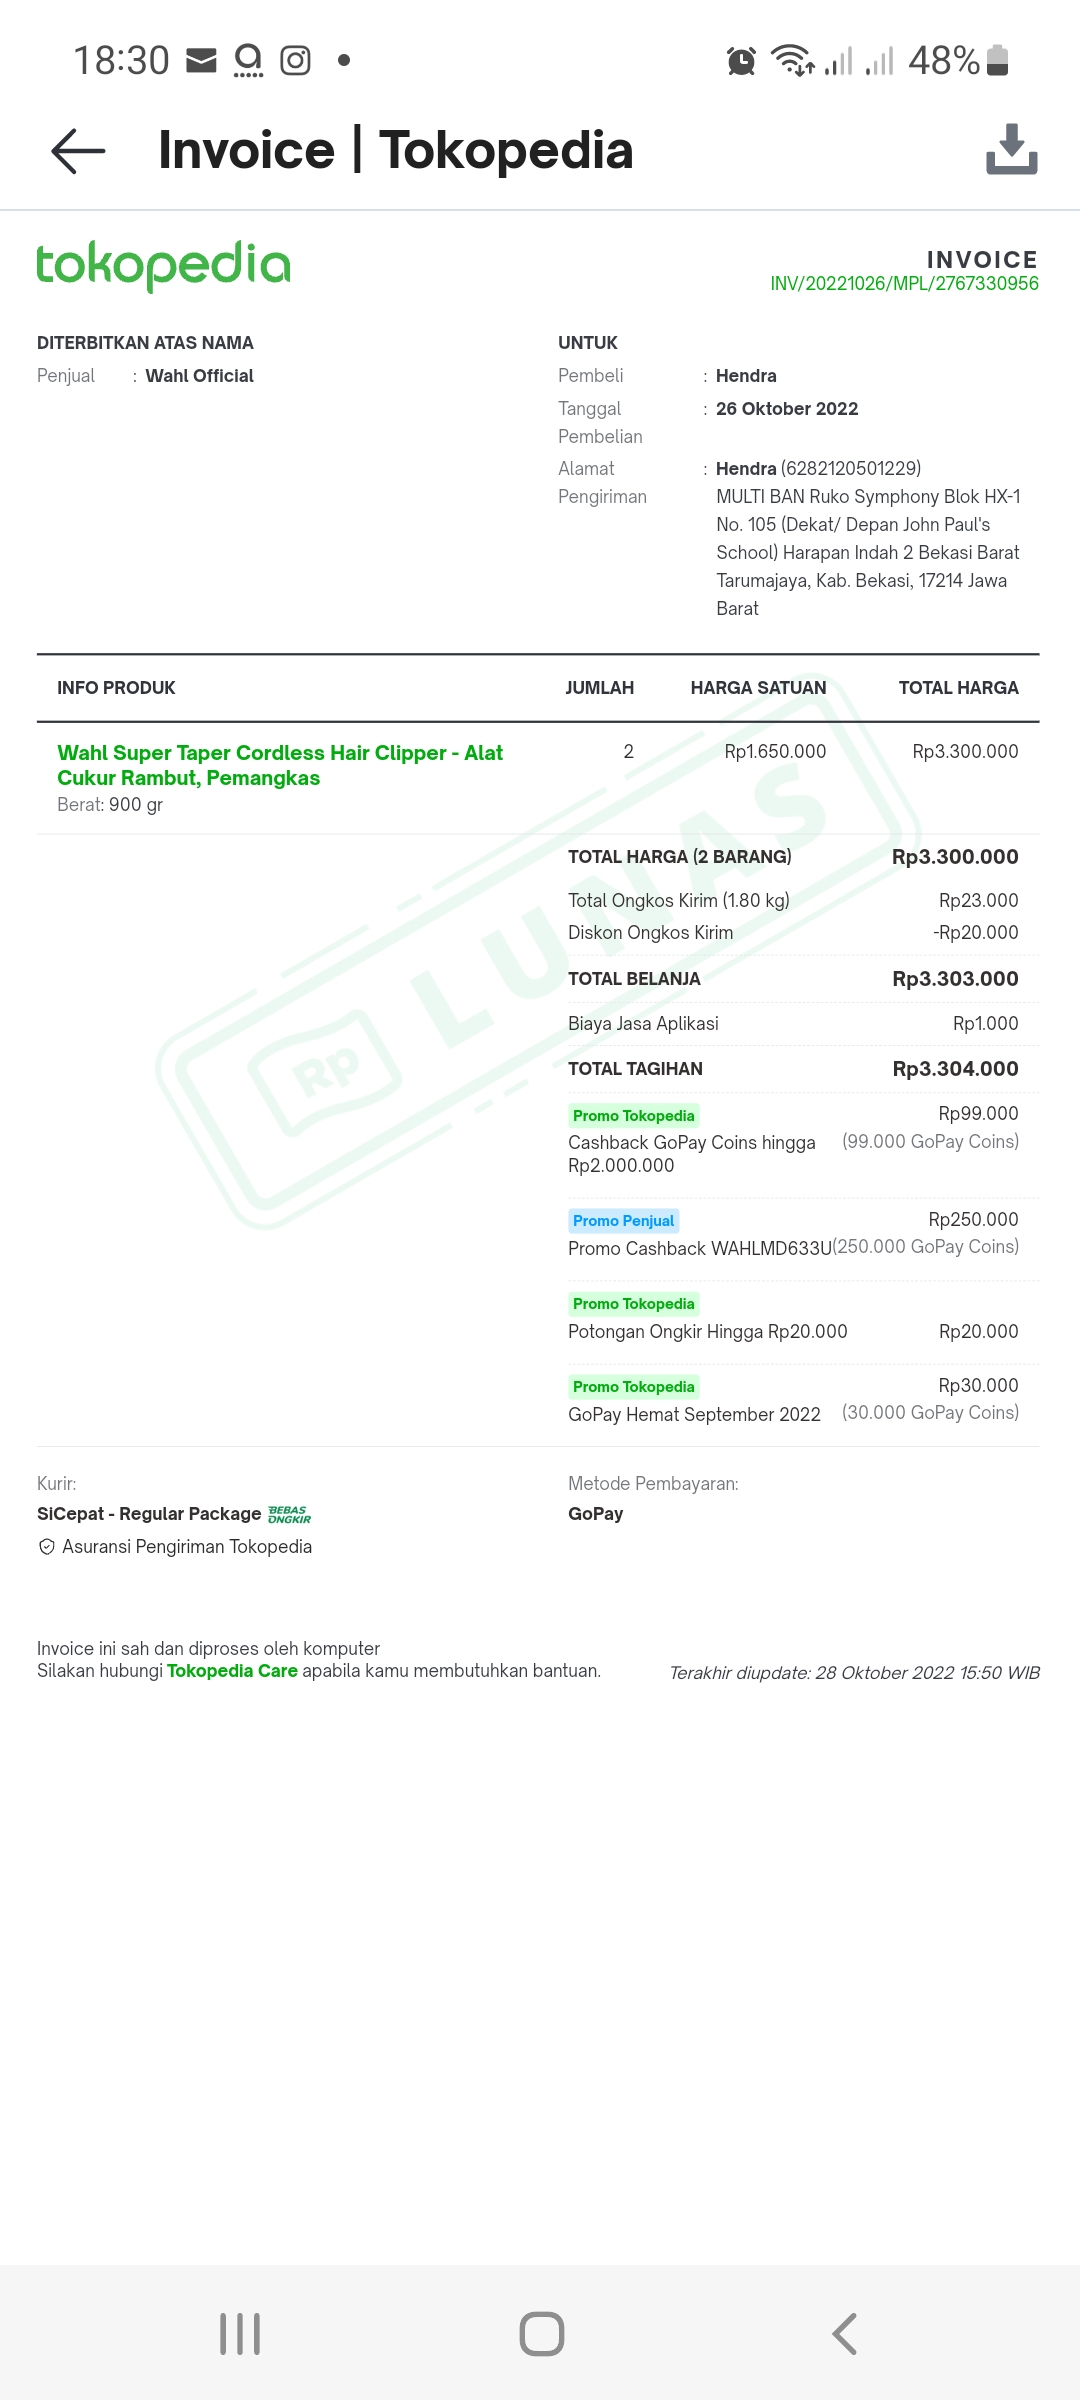 18:30
48%
Invoice | Tokopedia
tokopedia
INVOICE
INV/20221026/MPL/2767330956
DITERBITKAN ATAS NAMA
Penjual : Wahl Official
UNTUK
Pembeli : Hendra
Tanggal : 26 Oktober 2022
Pembelian
Alamat : Hendra (6282120501229)
Pengiriman MULTI BAN Ruko Symphony Blok HX-1
No. 105 (Dekat/ Depan John Paul's
School) Harapan Indah 2 Bekasi Barat
Tarumajaya, Kab. Bekasi, 17214 Jawa
Barat
INFO PRODUK JUMLAH HARGA SATUAN TOTAL HARGA
Wahl Super Taper Cordless Hair Clipper - Alat 2 Rp1.650.000 Rp3.300.000
Cukur Rambut, Pemangkas
Berat: 900 gr
Rp LUNAS
TOTAL HARGA (2 BARANG) Rp3.300.000
Total Ongkos Kirim (1.80 kg) Rp23.000
Diskon Ongkos Kirim -Rp20.000
TOTAL BELANJA Rp3.303.000
Biaya Jasa Aplikasi Rp1.000
TOTAL TAGIHAN Rp3.304.000
Promo Tokopedia Rp99.000
Cashback GoPay Coins hingga (99.000 GoPay Coins)
Rp2.000.000
Promo Penjual Rp250.000
Promo Cashback WAHLMD633U(250.000 GoPay Coins)
Promo Tokopedia
Potongan Ongkir Hingga Rp20.000 Rp20.000
Promo Tokopedia Rp30.000
GoPay Hemat September 2022 (30.000 GoPay Coins)
Kurir:
SiCepat - Regular Package BEBAS ONGKIR
Asuransi Pengiriman Tokopedia
Metode Pembayaran:
GoPay
Invoice ini sah dan diproses oleh komputer
Silakan hubungi Tokopedia Care apabila kamu membutuhkan bantuan.
Terakhir diupdate: 28 Oktober 2022 15:50 WIB